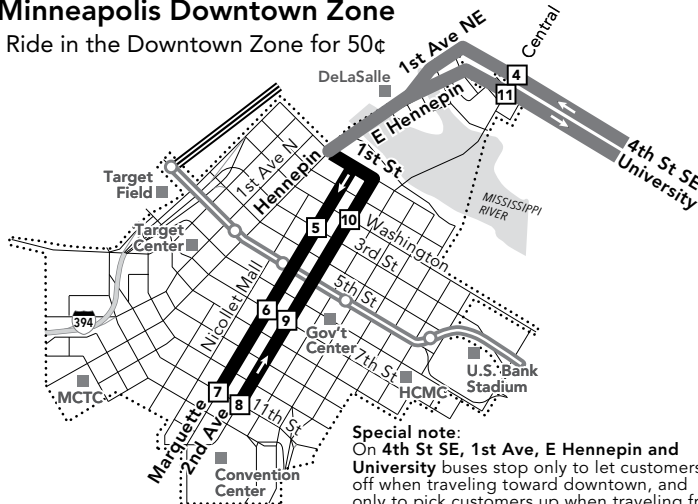 Minneapolis Downtown Zone
Ride in the Downtown Zone for 50¢
Central
1st Ave NE
DeLaSalle
4
11
E Hennepin
4th St SE
University
1st St
1st Ave N
Hennepin
Target
Field
MISSISSIPPI
RIVER
5
10
Washington
3rd St
Target
Center
5th St
Nicollet Mall
6
9
394
Gov't
Center
7th St
U.S. Bank
Stadium
HCMC
MCTC
7
8
11th St
Marquette
2nd Ave
Convention
Center
Special note:
On 4th St SE, 1st Ave, E Hennepin and
University buses stop only to let customers
off when traveling toward downtown, and
only to pick customers up when traveling